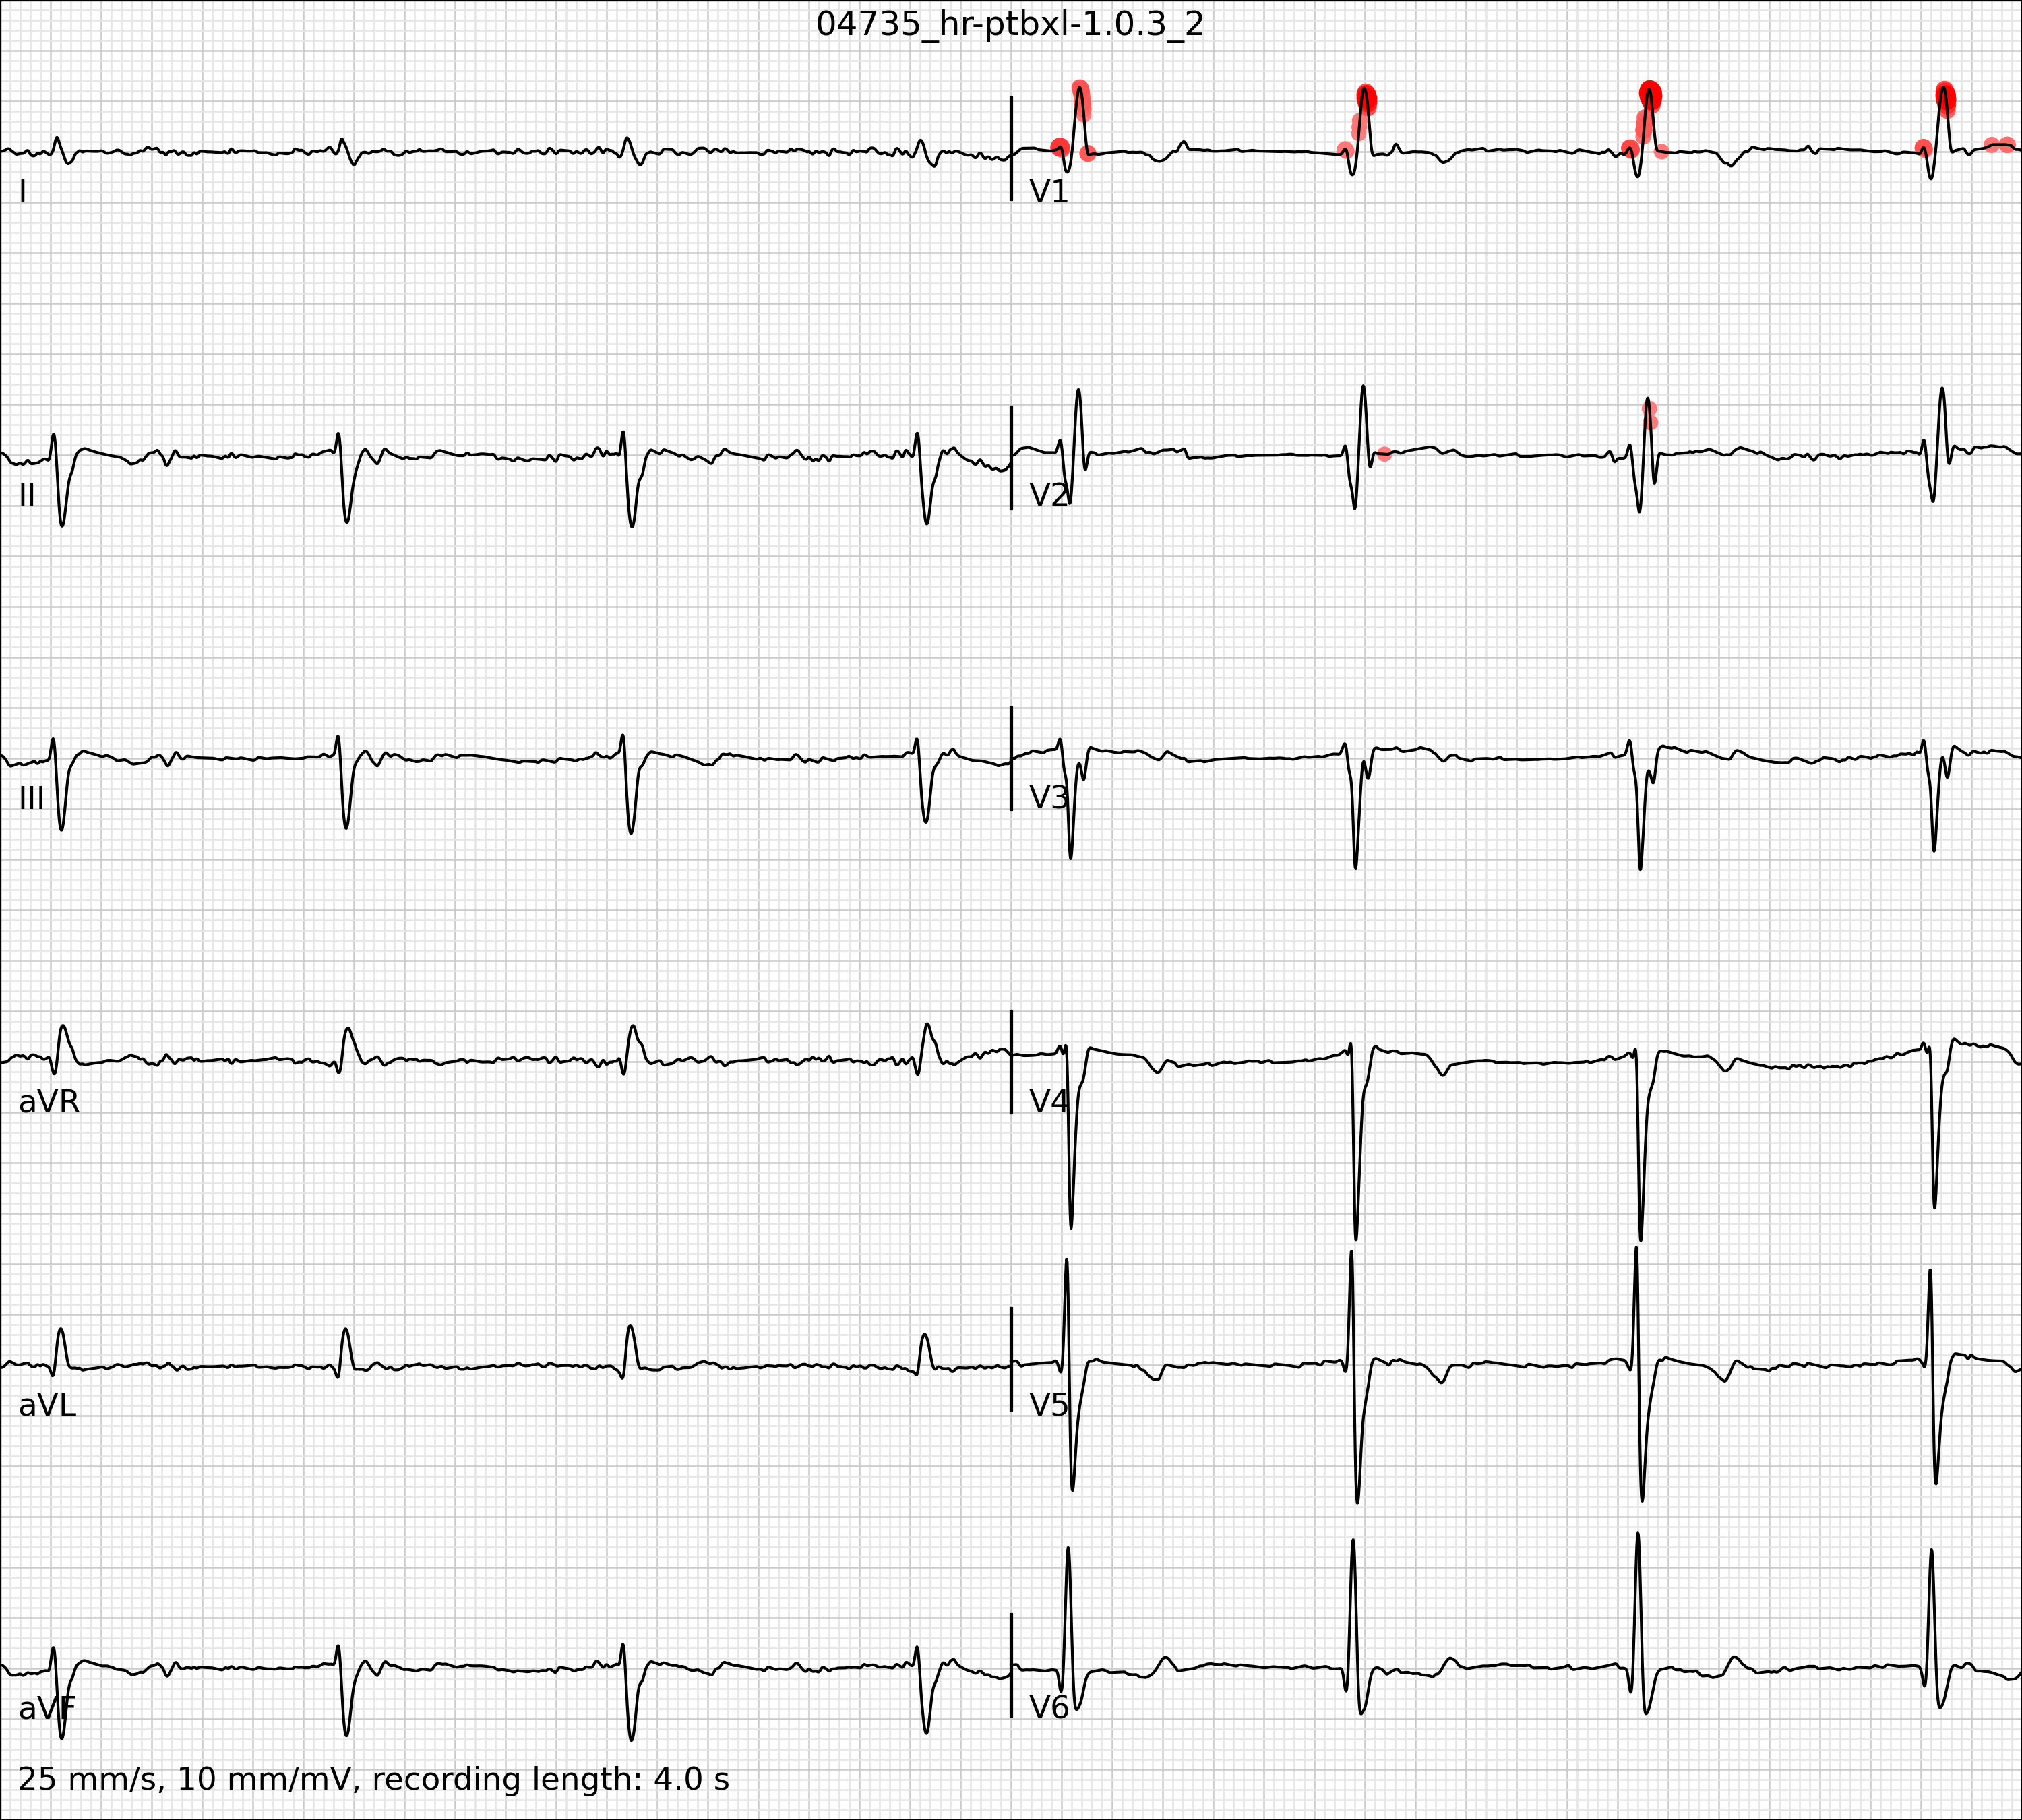 04735_hr-ptbxl-1.0.3_2
I
V1
II
V2
III
V3
aVR
V4
aVL
V5
aVF
V6
25 mm/s, 10 mm/mV, recording length: 4.0 s